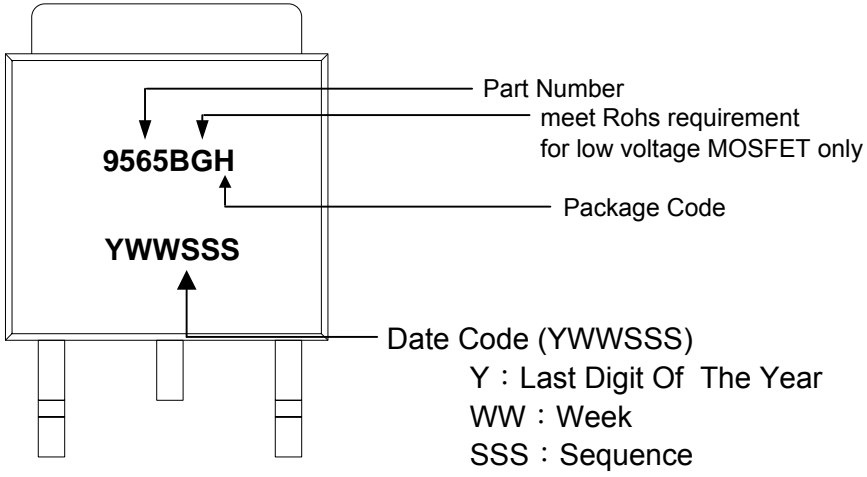 Part Number
meet Rohs requirement
for low voltage MOSFET only
9565BGH
Package Code
YWWSSS
Date Code (YWWSSS)
Y：Last Digit Of The Year
WW：Week
SSS：Sequence